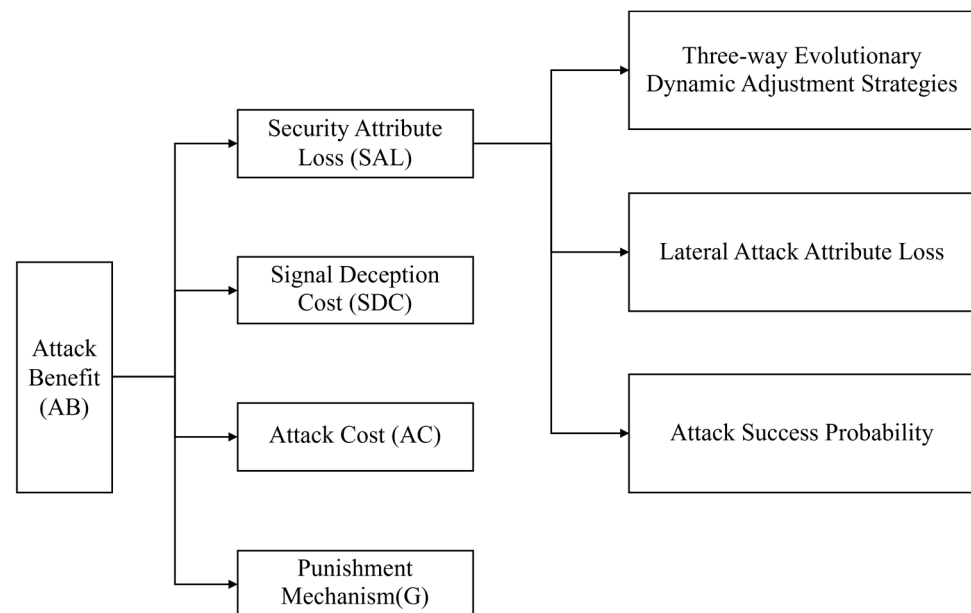 Attack
Benefit
(AB)
Security Attribute
Loss (SAL)
Signal Deception
Cost (SDC)
Attack Cost (AC)
Punishment
Mechanism(G)
Three-way Evolutionary
Dynamic Adjustment Strategies
Lateral Attack Attribute Loss
Attack Success Probability